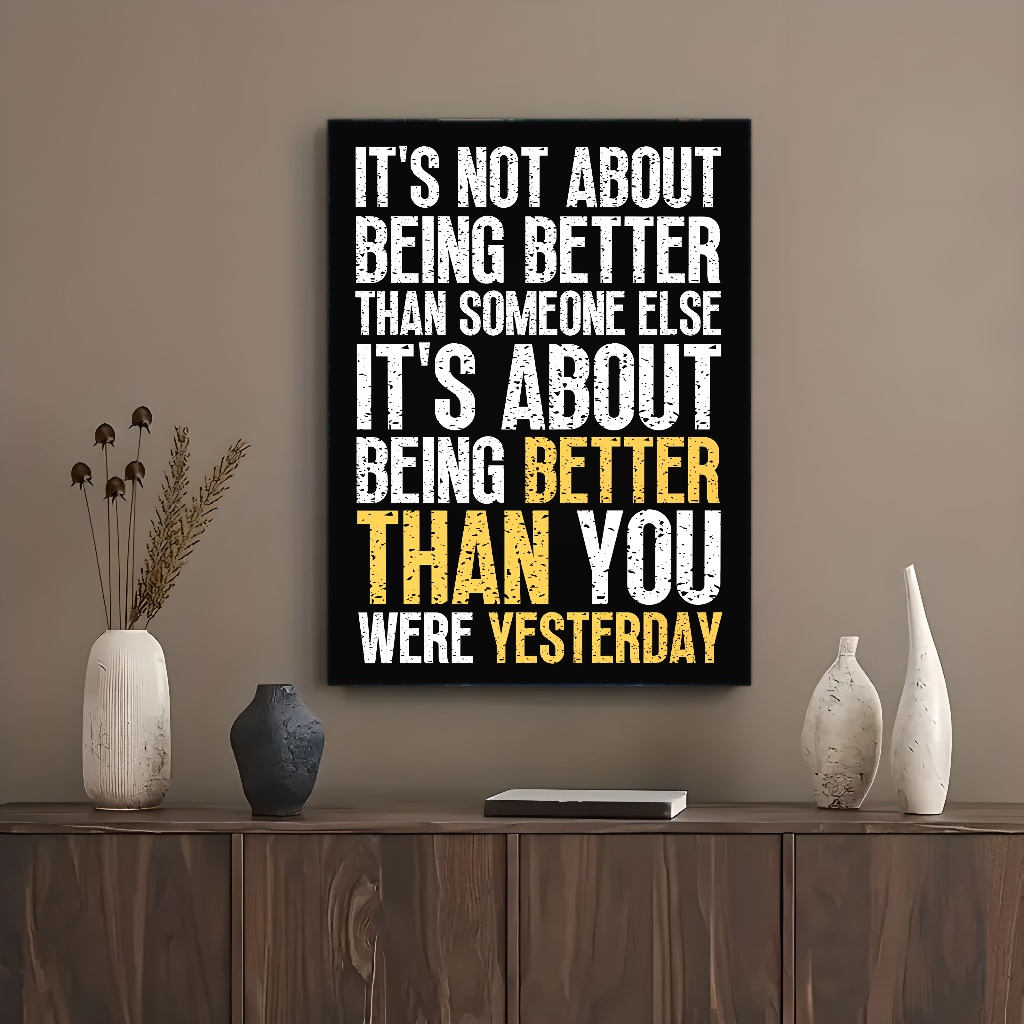 IT'S NOT ABOUT
BEING BETTER
THAN SOMEONE ELSE
IT'S ABOUT
BEING BETTER
THAN YOU
WERE YESTERDAY